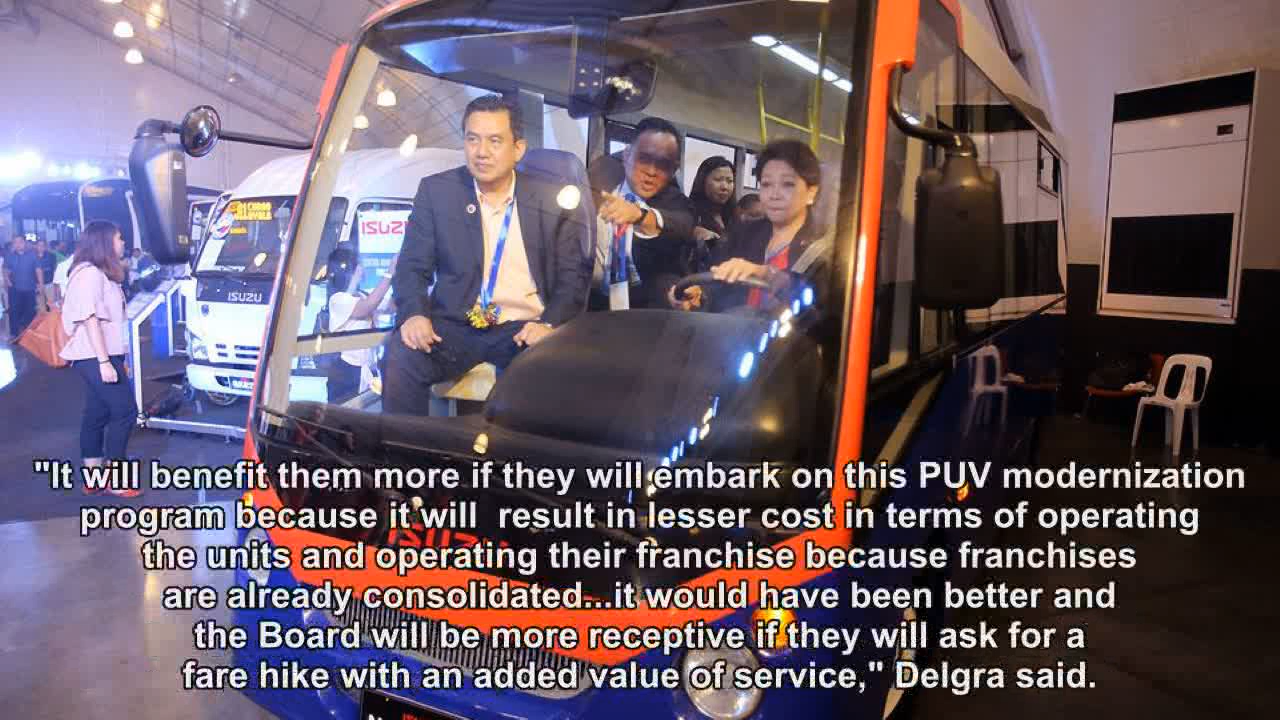 ISUZU
ISUZU
"It will benefit them more if they will embark on this PUV modernization
program because it will  result in lesser cost in terms of operating
the units and operating their franchise because franchises
are already consolidated...it would have been better and
the Board will be more receptive if they will ask for a
fare hike with an added value of service," Delgra said.
ISUZU